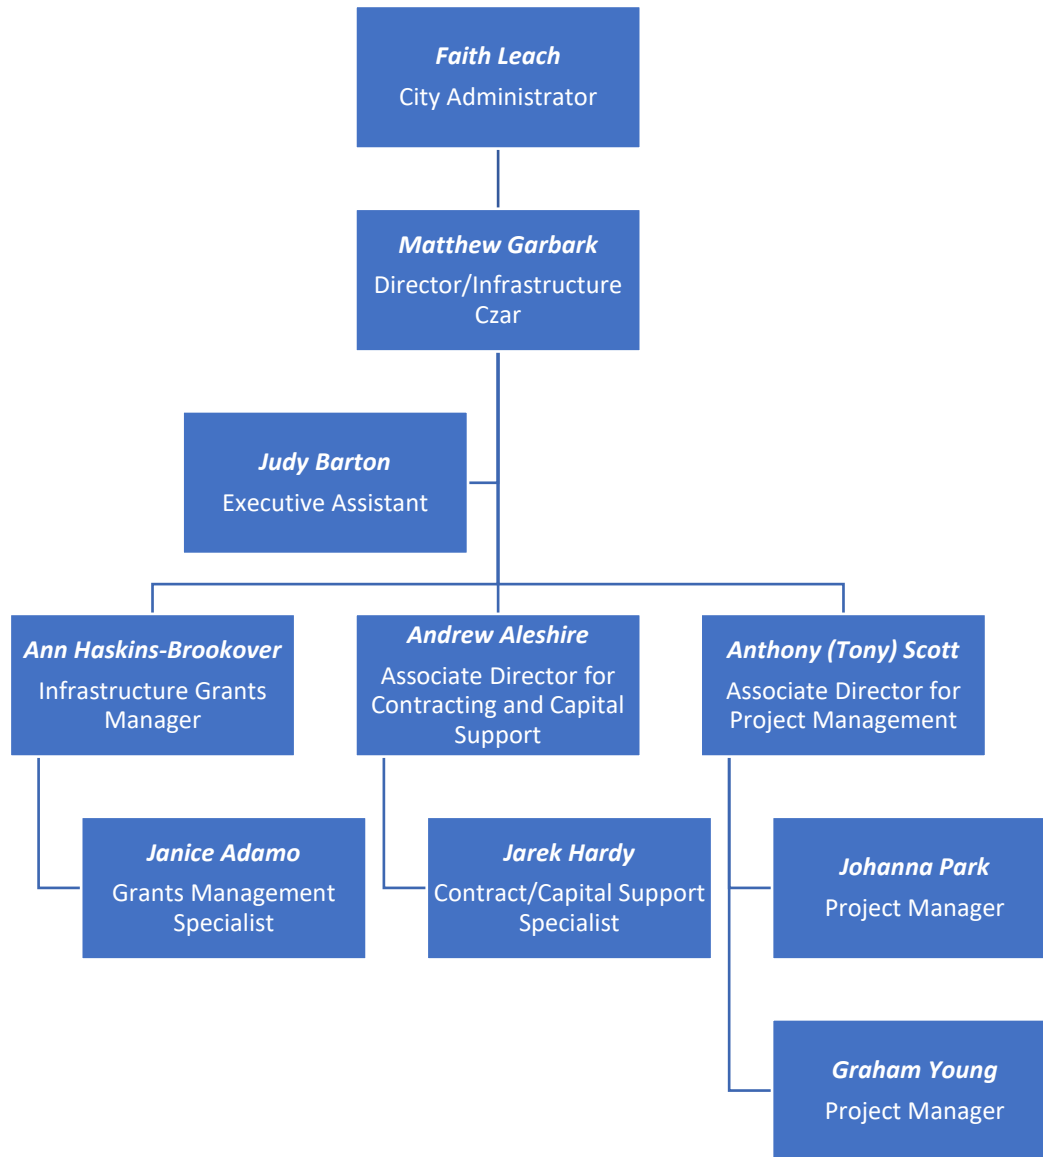 Faith Leach
City Administrator
Matthew Garbark
Director/Infrastructure
Czar
Judy Barton
Executive Assistant
Ann Haskins-Brookover
Infrastructure Grants
Manager
Andrew Aleshire
Associate Director for
Contracting and Capital
Support
Anthony (Tony) Scott
Associate Director for
Project Management
Janice Adamo
Grants Management
Specialist
Jarek Hardy
Contract/Capital Support
Specialist
Johanna Park
Project Manager
Graham Young
Project Manager